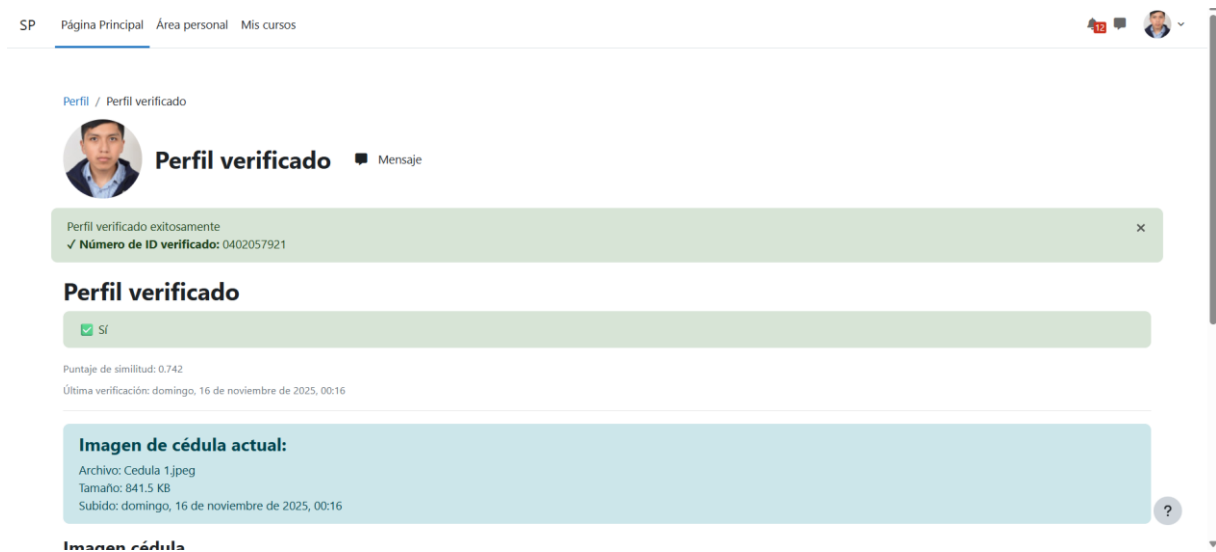 SP Página Principal Área personal Mis cursos 12
Perfil / Perfil verificado
Perfil verificado Mensaje
Perfil verificado exitosamente ×
✓ Número de ID verificado: 0402057921
Perfil verificado
✅ Sí
Puntaje de similitud: 0.742
Última verificación: domingo, 16 de noviembre de 2025, 00:16
Imagen de cédula actual:
Archivo: Cedula 1.jpeg
Tamaño: 841.5 KB
Subido: domingo, 16 de noviembre de 2025, 00:16
?
Imagen cédula